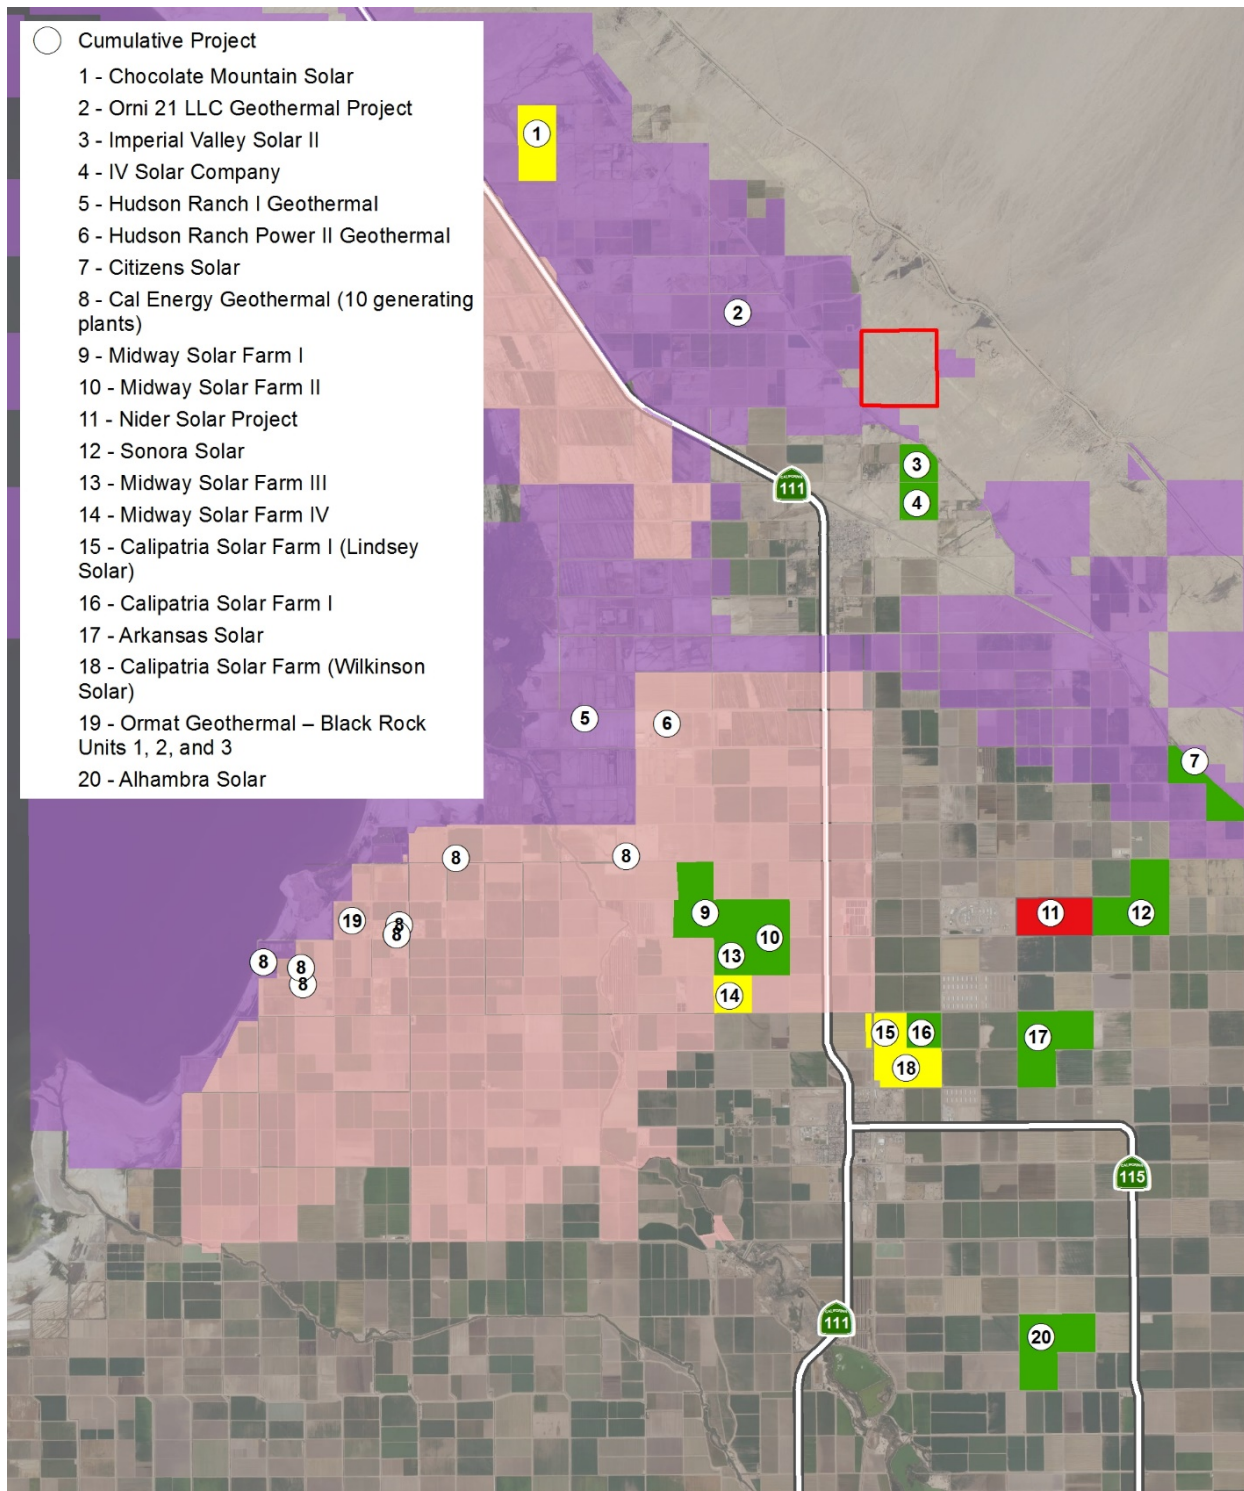 Cumulative Project
1 - Chocolate Mountain Solar
2 - Orni 21 LLC Geothermal Project
3 - Imperial Valley Solar II
4 - IV Solar Company
5 - Hudson Ranch I Geothermal
6 - Hudson Ranch Power II Geothermal
7 - Citizens Solar
8 - Cal Energy Geothermal (10 generating
plants)
9 - Midway Solar Farm I
10 - Midway Solar Farm II
11 - Nider Solar Project
12 - Sonora Solar
13 - Midway Solar Farm III
14 - Midway Solar Farm IV
15 - Calipatria Solar Farm I (Lindsey
Solar)
16 - Calipatria Solar Farm I
17 - Arkansas Solar
18 - Calipatria Solar Farm (Wilkinson
Solar)
19 - Ormat Geothermal – Black Rock
Units 1, 2, and 3
20 - Alhambra Solar
1
2
3
CALIFORNIA
111
4
5
6
7
8
8
9
11
12
19
8
8
10
13
8
8
8
14
15
16
17
18
CALIFORNIA
115
CALIFORNIA
111
20